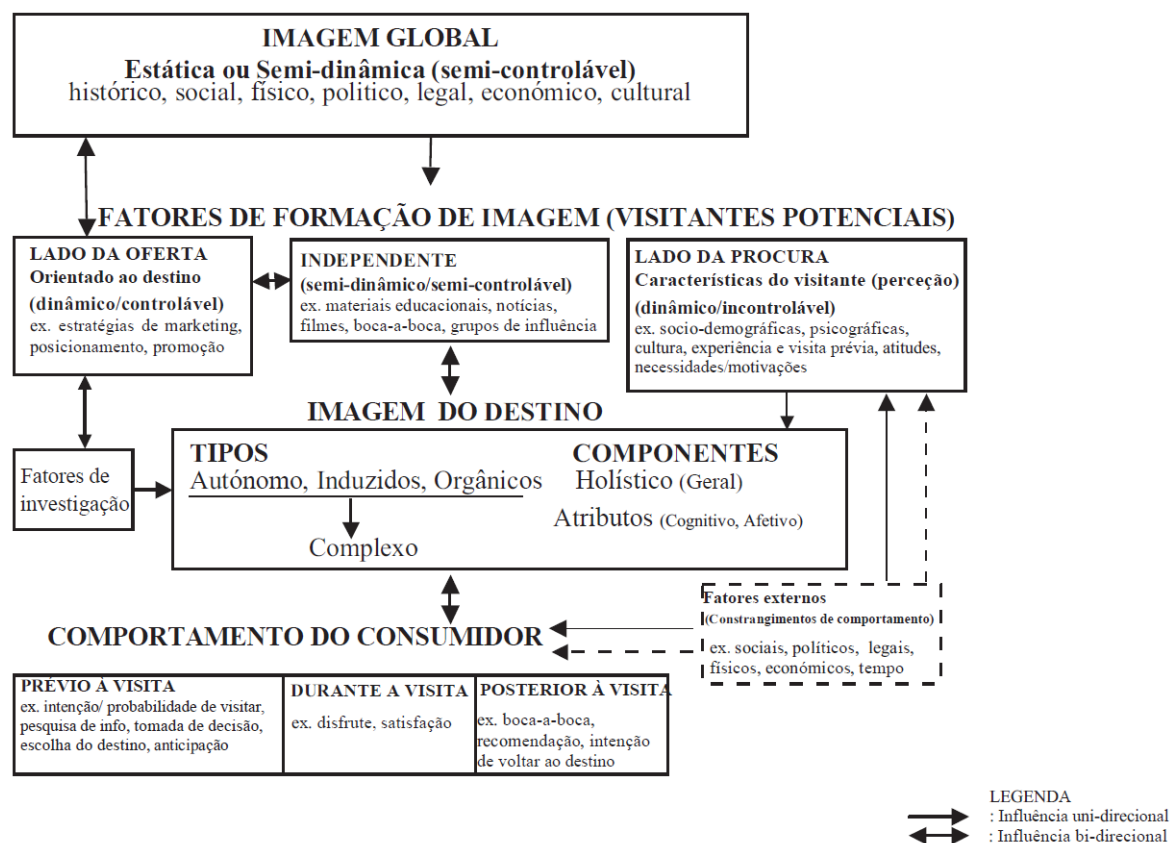 IMAGEM GLOBAL
Estática ou Semi-dinâmica (semi-controlável)
histórico, social, físico, politico, legal, económico, cultural
FATORES DE FORMAÇÃO DE IMAGEM (VISITANTES POTENCIAIS)
LADO DA OFERTA
Orientado ao destino
(dinâmico/controlável)
ex. estratégias de marketing,
posicionamento, promoção
INDEPENDENTE
(semi-dinâmico/semi-controlável)
ex. materiais educacionais, notícias,
filmes, boca-a-boca, grupos de influência
LADO DA PROCURA
Características do visitante (perceção)
(dinâmico/incontrolável)
ex. socio-demográficas, psicográficas,
cultura, experiência e visita prévia, atitudes,
necessidades/motivações
IMAGEM DO DESTINO
Fatores de
investigação
TIPOS
Autónomo, Induzidos, Orgânicos
Complexo
COMPONENTES
Holístico (Geral)
Atributos (Cognitivo, Afetivo)
Fatores externos
(Constrangimentos de comportamento)
ex. sociais, políticos, legais,
físicos, económicos, tempo
COMPORTAMENTO DO CONSUMIDOR
PRÉVIO À VISITA
ex. intenção/ probabilidade de visitar,
pesquisa de info, tomada de decisão,
escolha do destino, anticipação
DURANTE A VISITA
ex. disfrute, satisfação
POSTERIOR À VISITA
ex. boca-a-boca,
recomendação, intenção
de voltar ao destino
LEGENDA
: Influência uni-direcional
: Influência bi-direcional